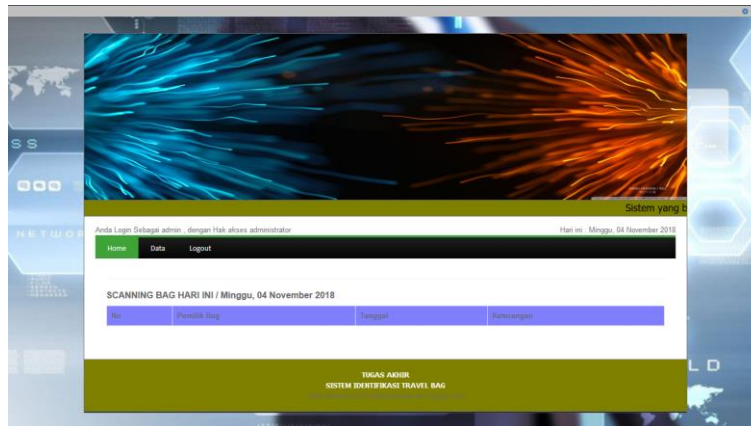 S S
NETWOR
Sistem yang b
Anda Login Sebagai admin , dengan Hak akses administrator
Hari ini : Minggu, 04 November 2018
Home Data Logout
SCANNING BAG HARI INI / Minggu, 04 November 2018
No Pemilik Bag Tanggal Keterangan
L D
TUGAS AKHIR
SISTEM IDENTIFIKASI TRAVEL BAG